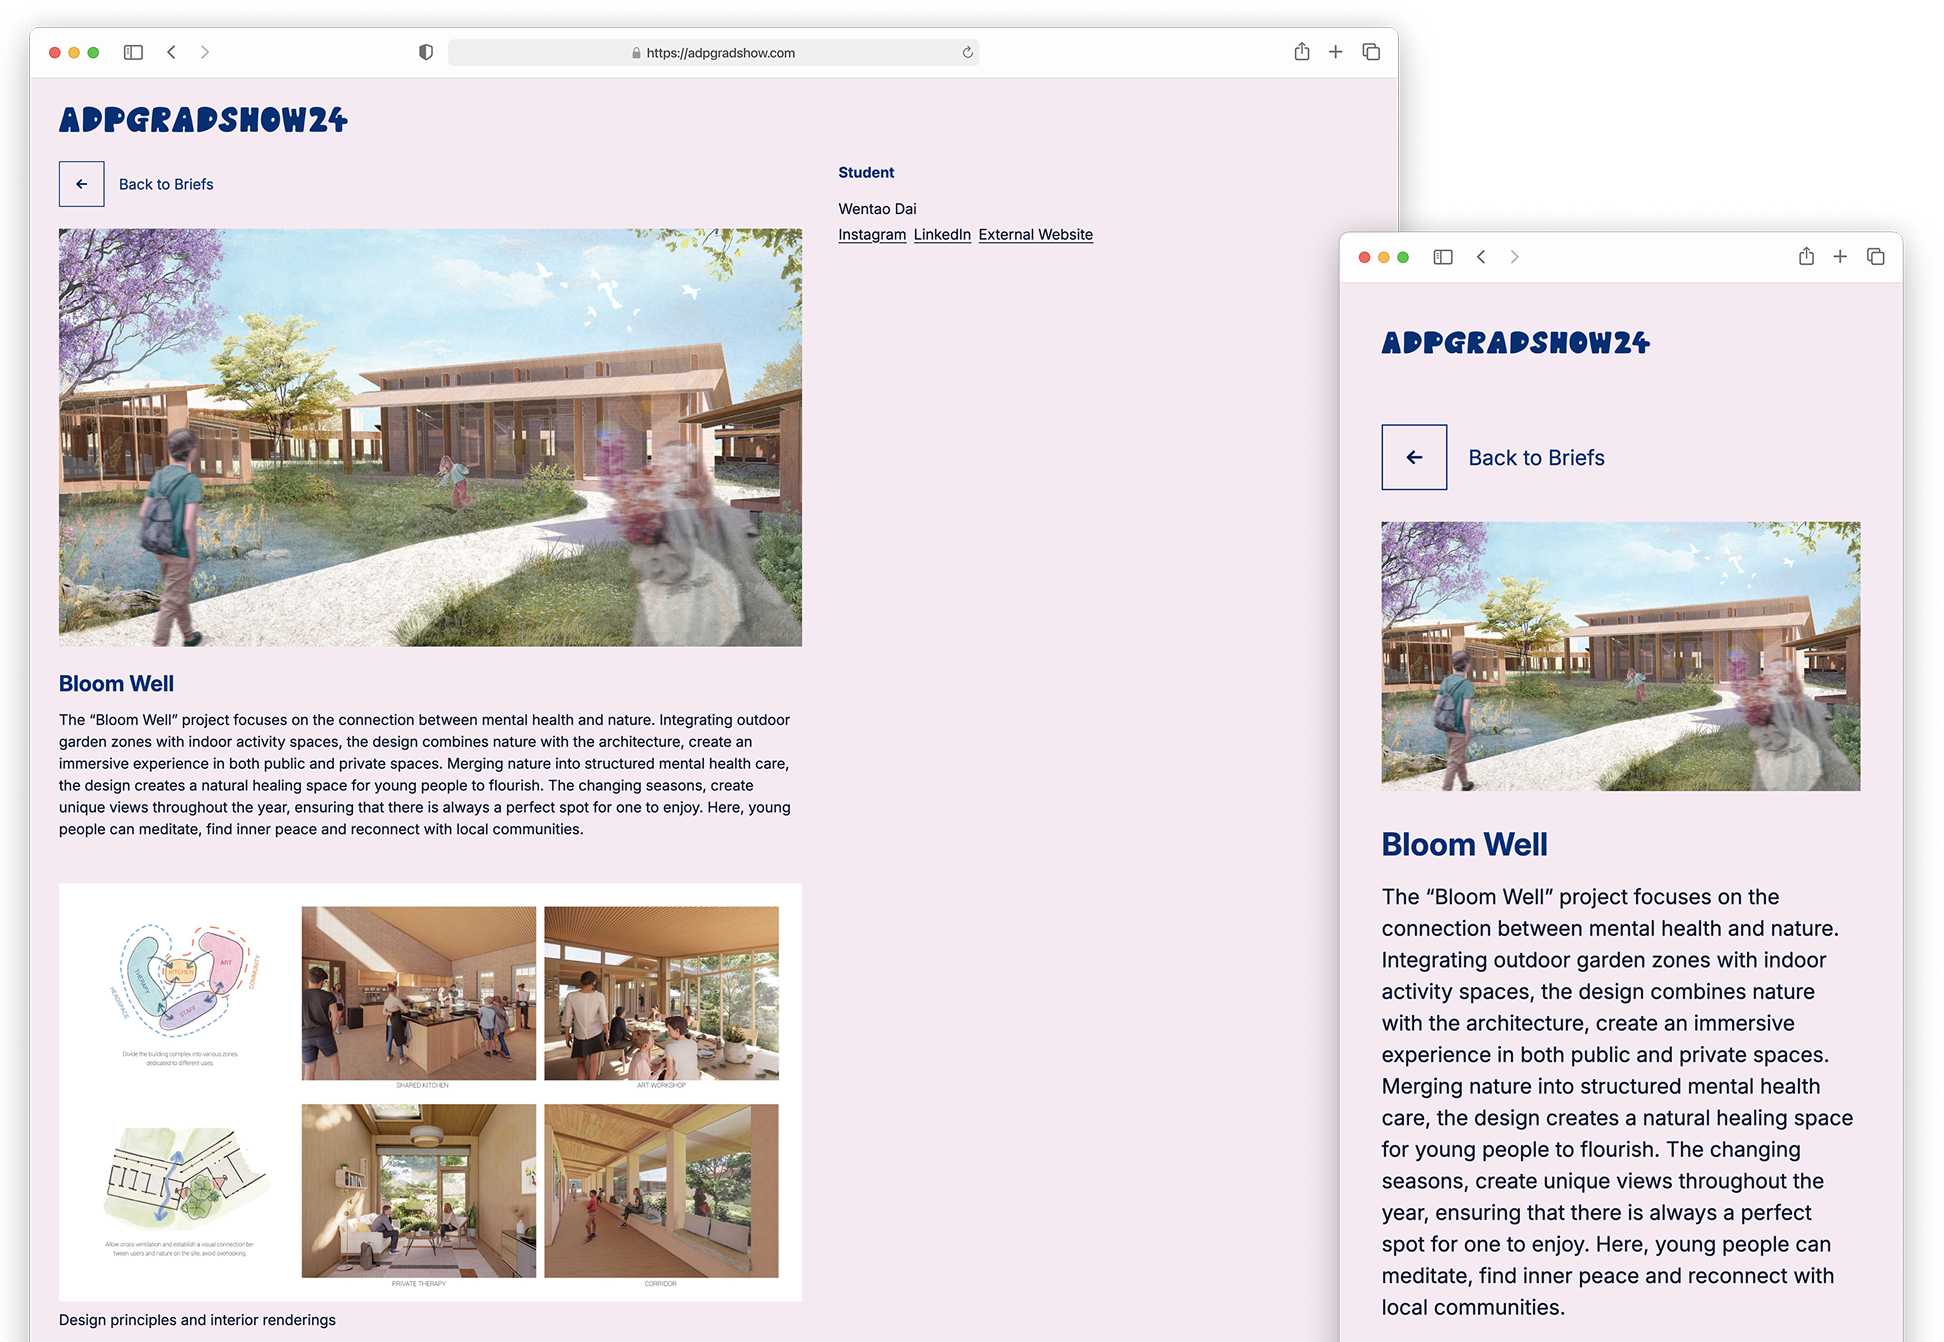 https://adpgradshow.com
ADPGRADSHOW24
Back to Briefs
Student
Wentao Dai
Instagram LinkedIn External Website
Bloom Well
The “Bloom Well” project focuses on the connection between mental health and nature. Integrating outdoor
garden zones with indoor activity spaces, the design combines nature with the architecture, create an
immersive experience in both public and private spaces. Merging nature into structured mental health care,
the design creates a natural healing space for young people to flourish. The changing seasons, create
unique views throughout the year, ensuring that there is always a perfect spot for one to enjoy. Here, young
people can meditate, find inner peace and reconnect with local communities.
THERAPY
KITCHEN
ART
STAFF
HEADSPACE
COMMUNITY
Divide the building complex into various zones
dedicated to different uses.
SHARED KITCHEN
ART WORKSHOP
Allow cross ventilation and establish a visual connection be-
tween users and nature on the site, avoid overlooking.
PRIVATE THERAPY
CORRIDOR
Design principles and interior renderings
ADPGRADSHOW24
Back to Briefs
Bloom Well
The “Bloom Well” project focuses on the
connection between mental health and nature.
Integrating outdoor garden zones with indoor
activity spaces, the design combines nature
with the architecture, create an immersive
experience in both public and private spaces.
Merging nature into structured mental health
care, the design creates a natural healing space
for young people to flourish. The changing
seasons, create unique views throughout the
year, ensuring that there is always a perfect
spot for one to enjoy. Here, young people can
meditate, find inner peace and reconnect with
local communities.